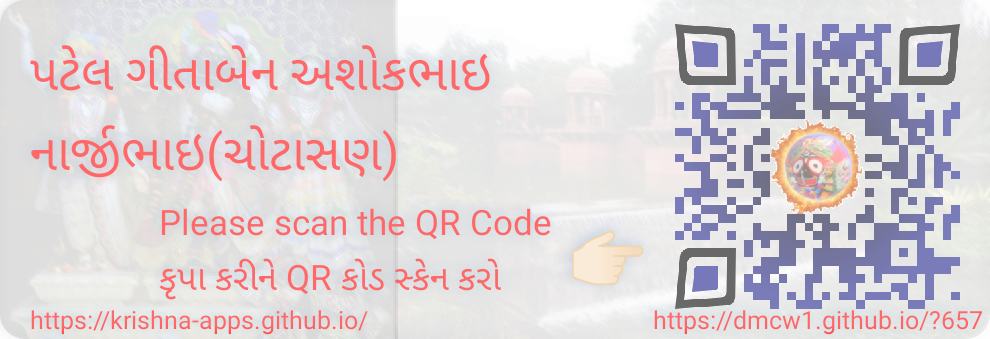 પટેલ ગીતાબેન અશોકભાઇ
નાર્જીભાઇ(ચોટાસણ)
Please scan the QR Code
કૃપા કરીને QR કોડ સ્કેન કરો
https://krishna-apps.github.io/
https://dmcw1.github.io/?657